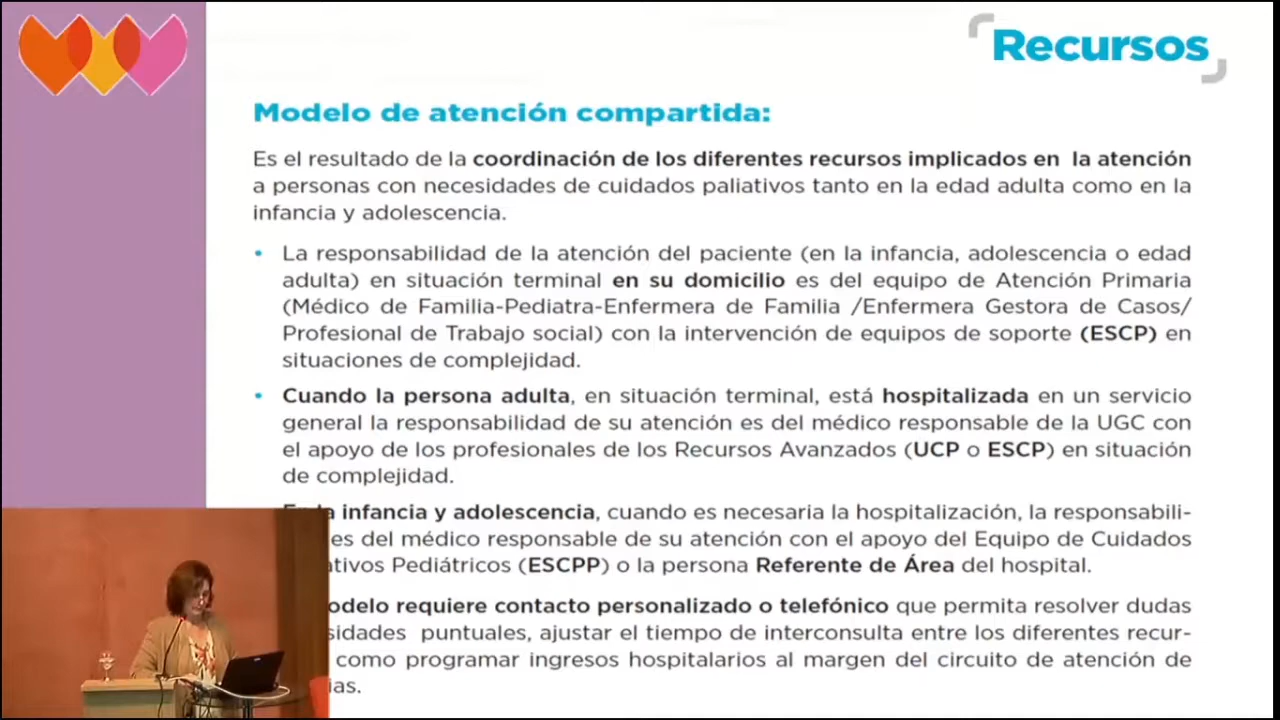 Recursos
Modelo de atención compartida:
Es el resultado de la coordinación de los diferentes recursos implicados en la atención
a personas con necesidades de cuidados paliativos tanto en la edad adulta como en la
infancia y adolescencia.
• La responsabilidad de la atención del paciente (en la infancia, adolescencia o edad
adulta) en situación terminal en su domicilio es del equipo de Atención Primaria
(Médico de Familia-Pediatra-Enfermera de Familia /Enfermera Gestora de Casos/
Profesional de Trabajo social) con la intervención de equipos de soporte (ESCP) en
situaciones de complejidad.
• Cuando la persona adulta, en situación terminal, está hospitalizada en un servicio
general la responsabilidad de su atención es del médico responsable de la UGC con
el apoyo de los profesionales de los Recursos Avanzados (UCP o ESCP) en situación
de complejidad.
infancia y adolescencia, cuando es necesaria la hospitalización, la responsabili-
es del médico responsable de su atención con el apoyo del Equipo de Cuidados
Pediátricos (ESCPP) o la persona Referente de Área del hospital.
requiere contacto personalizado o telefónico que permita resolver dudas
puntuales, ajustar el tiempo de interconsulta entre los diferentes recur-
como programar ingresos hospitalarios al margen del circuito de atención de